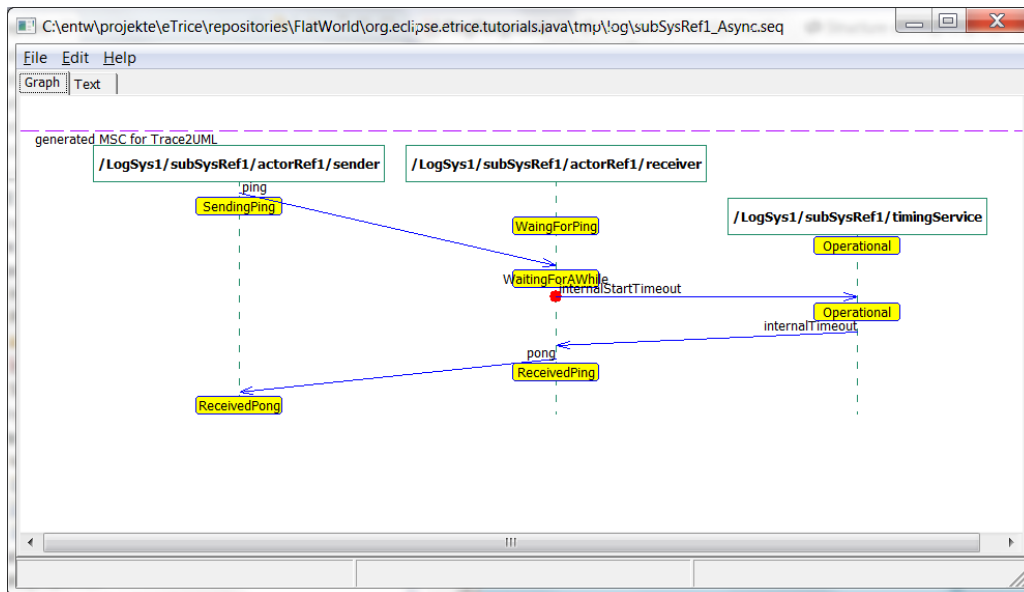 C:\entw\projekte\eTrice\repositories\FlatWorld\org.eclipse.etrice.tutorials.java\tmp\log\subSysRef1_Async.seq
File Edit Help
Graph Text
generated MSC for Trace2UML
/LogSys1/subSysRef1/actorRef1/sender /LogSys1/subSysRef1/actorRef1/receiver
ping
SendingPing
/LogSys1/subSysRef1/timingService
WaingForPing
Operational
WaitingForAWhile
internalStartTimeout
Operational
internalTimeout
pong
ReceivedPing
ReceivedPong